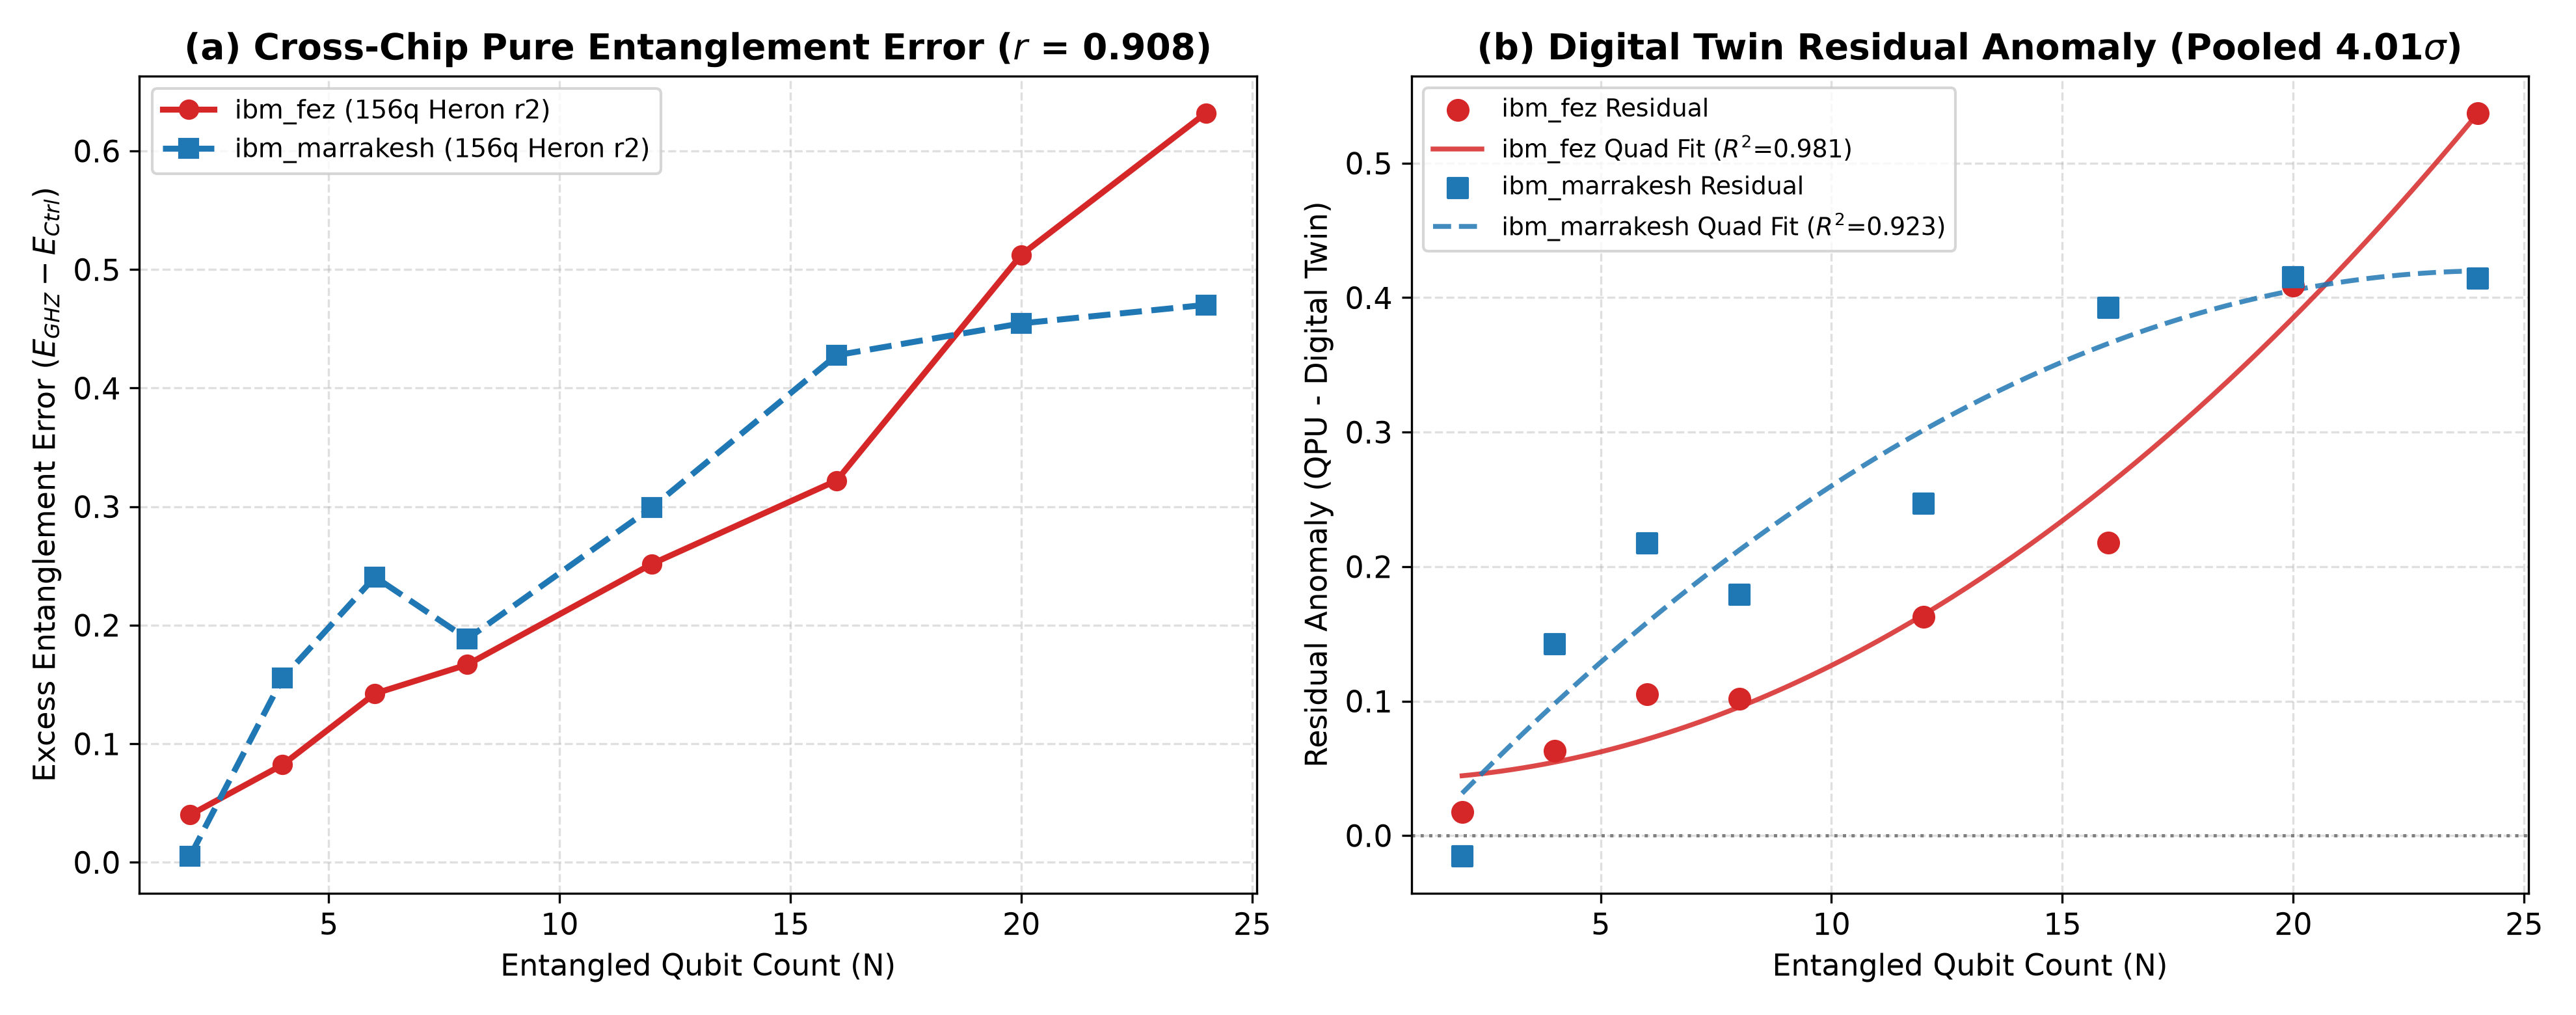 (a) Cross-Chip Pure Entanglement Error (r = 0.908)
ibm_fez (156q Heron r2)
ibm_marrakesh (156q Heron r2)
Excess Entanglement Error (E_GHZ − E_Ctrl)
0.6
0.5
0.4
0.3
0.2
0.1
0.0
5 10 15 20 25
Entangled Qubit Count (N)
(b) Digital Twin Residual Anomaly (Pooled 4.01σ)
ibm_fez Residual
ibm_fez Quad Fit (R²=0.981)
ibm_marrakesh Residual
ibm_marrakesh Quad Fit (R²=0.923)
Residual Anomaly (QPU - Digital Twin)
0.5
0.4
0.3
0.2
0.1
0.0
5 10 15 20 25
Entangled Qubit Count (N)